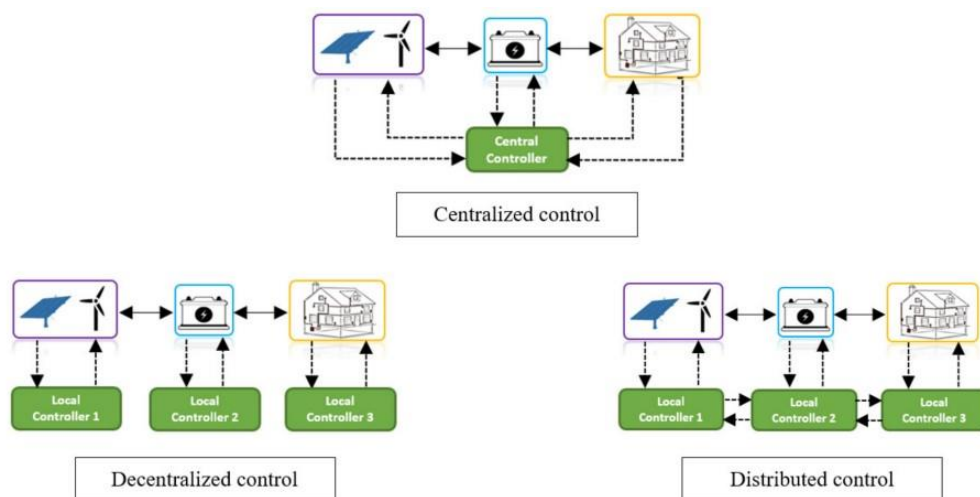 Central
Controller
Centralized control
Local
Controller 1
Local
Controller 2
Local
Controller 3
Decentralized control
Local
Controller 1
Local
Controller 2
Local
Controller 3
Distributed control